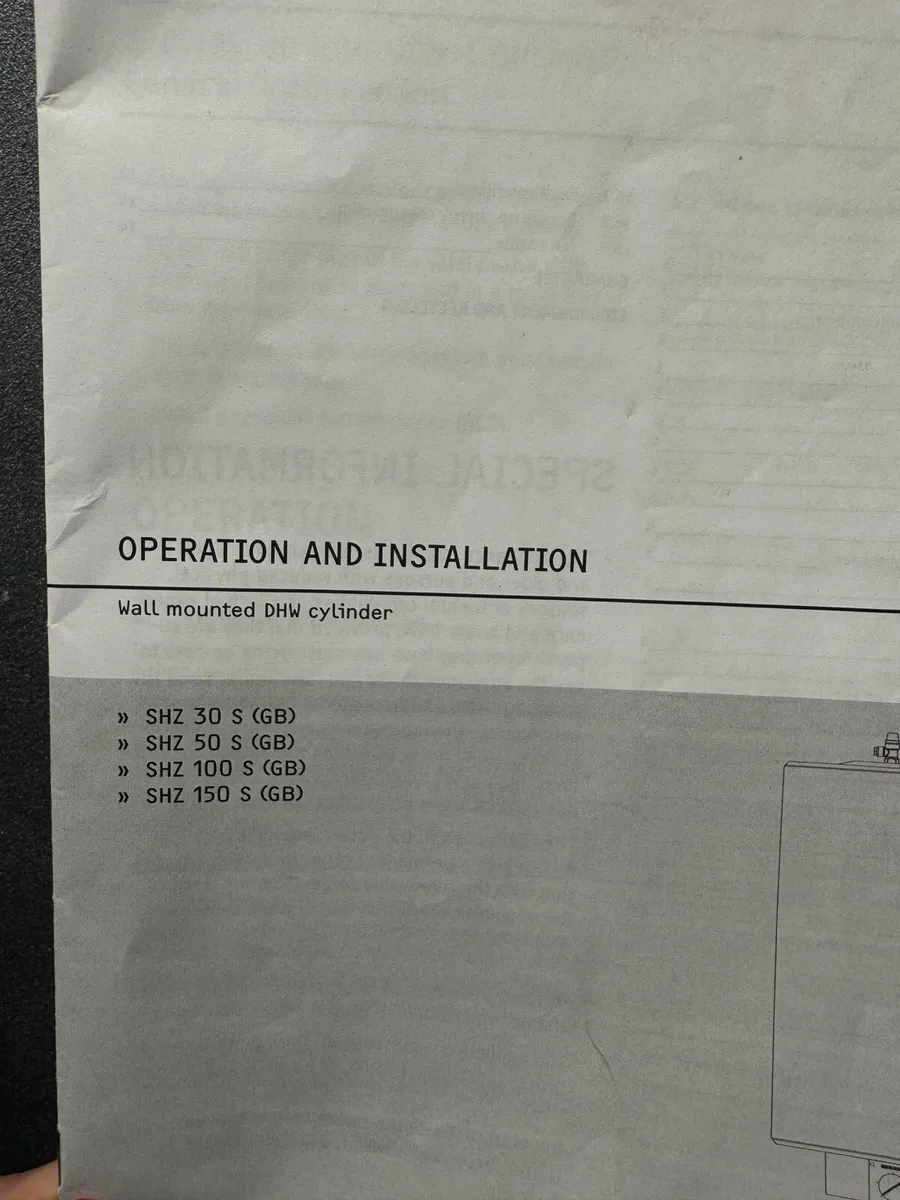 OPERATION AND INSTALLATION
Wall mounted DHW cylinder
» SHZ 30 S (GB)
» SHZ 50 S (GB)
» SHZ 100 S (GB)
» SHZ 150 S (GB)